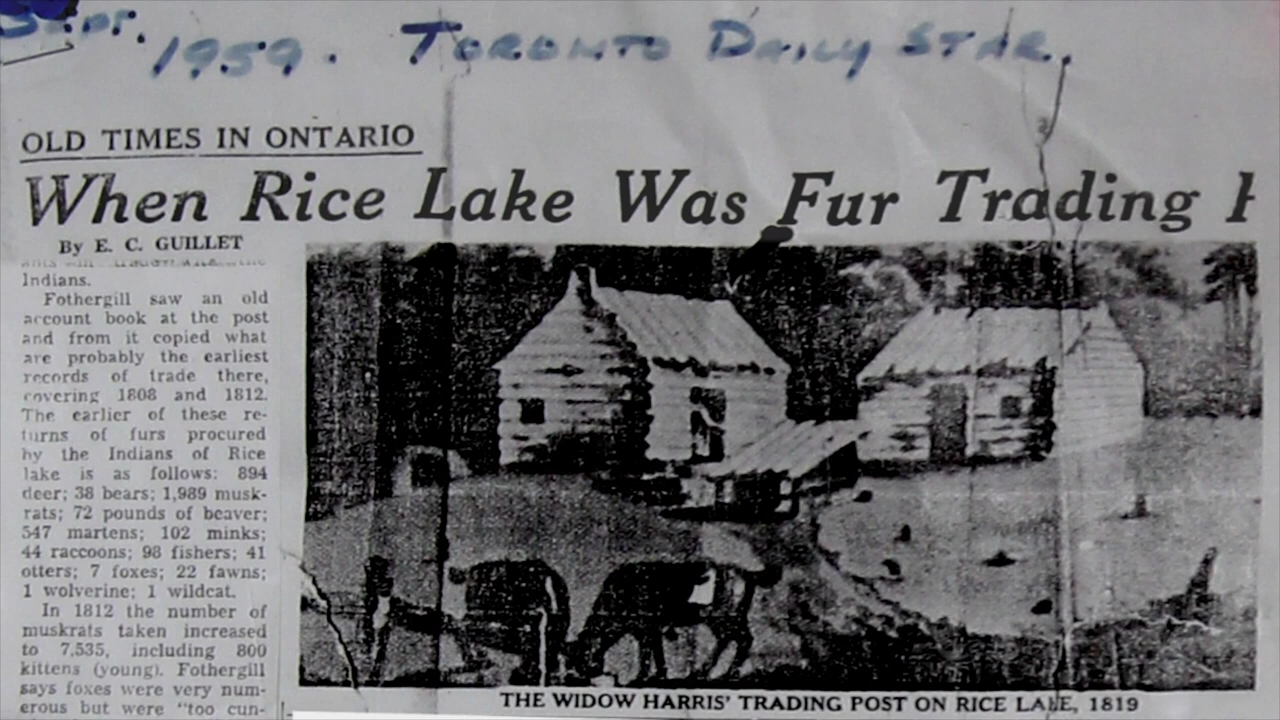 Sept. 1959. TORONTO DAILY STAR.
OLD TIMES IN ONTARIO
When Rice Lake Was Fur Trading
By E. C. GUILLET
the
Indians.
Fothergill saw an old
account book at the post
and from it copied what
are probably the earliest
records of trade there,
covering 1808 and 1812.
The earlier of these re-
turns of furs procured
by the Indians of Rice
lake is as follows: 894
deer; 38 bears; 1,989 musk-
rats; 72 pounds of beaver;
547 martens; 102 minks;
44 raccoons; 98 fishers; 41
otters; 7 foxes; 22 fawns;
1 wolverine; 1 wildcat.
In 1812 the number of
muskrats taken increased
to 7,535, including 800
kittens (young). Fothergill
says foxes were very num-
erous but were "too cun-
THE WIDOW HARRIS' TRADING POST ON RICE LAKE, 1819